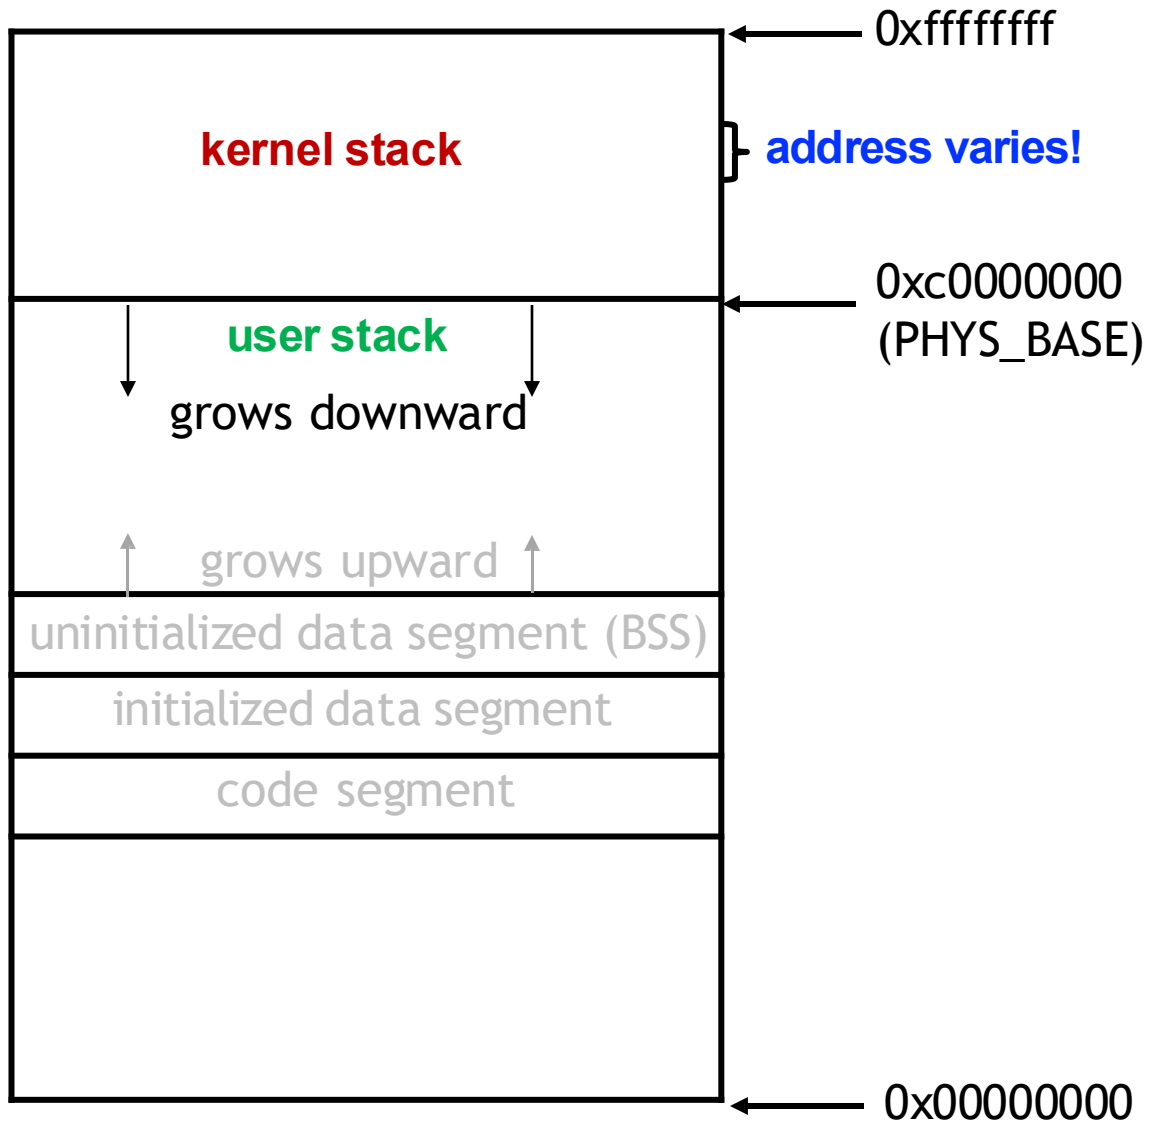 0xffffffff
kernel stack
address varies!
0xc0000000
(PHYS_BASE)
user stack
grows downward
grows upward
uninitialized data segment (BSS)
initialized data segment
code segment
0x00000000